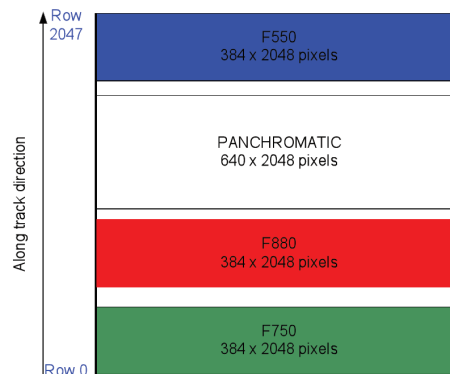 Row
2047
F550
384 x 2048 pixels
PANCHROMATIC
640 x 2048 pixels
Along track direction
F880
384 x 2048 pixels
F750
384 x 2048 pixels
Row 0